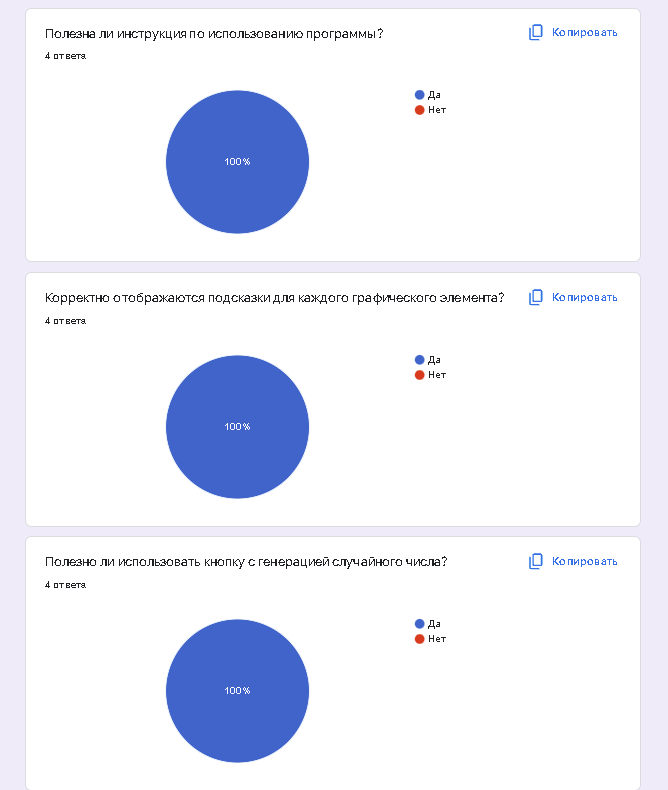 Полезна ли инструкция по использованию программы?
Копировать
4 ответа
100%
Да
Нет
Корректно отображаются подсказки для каждого графического элемента?
Копировать
4 ответа
100%
Да
Нет
Полезно ли использовать кнопку с генерацией случайного числа?
Копировать
4 ответа
100%
Да
Нет